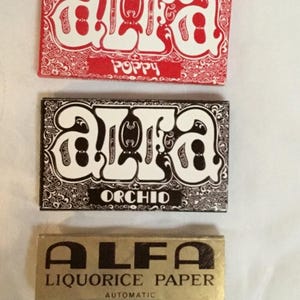 alfa
POPPY
alfa
ORCHID
ALFA
LIQUORICE PAPER
AUTOMATIC